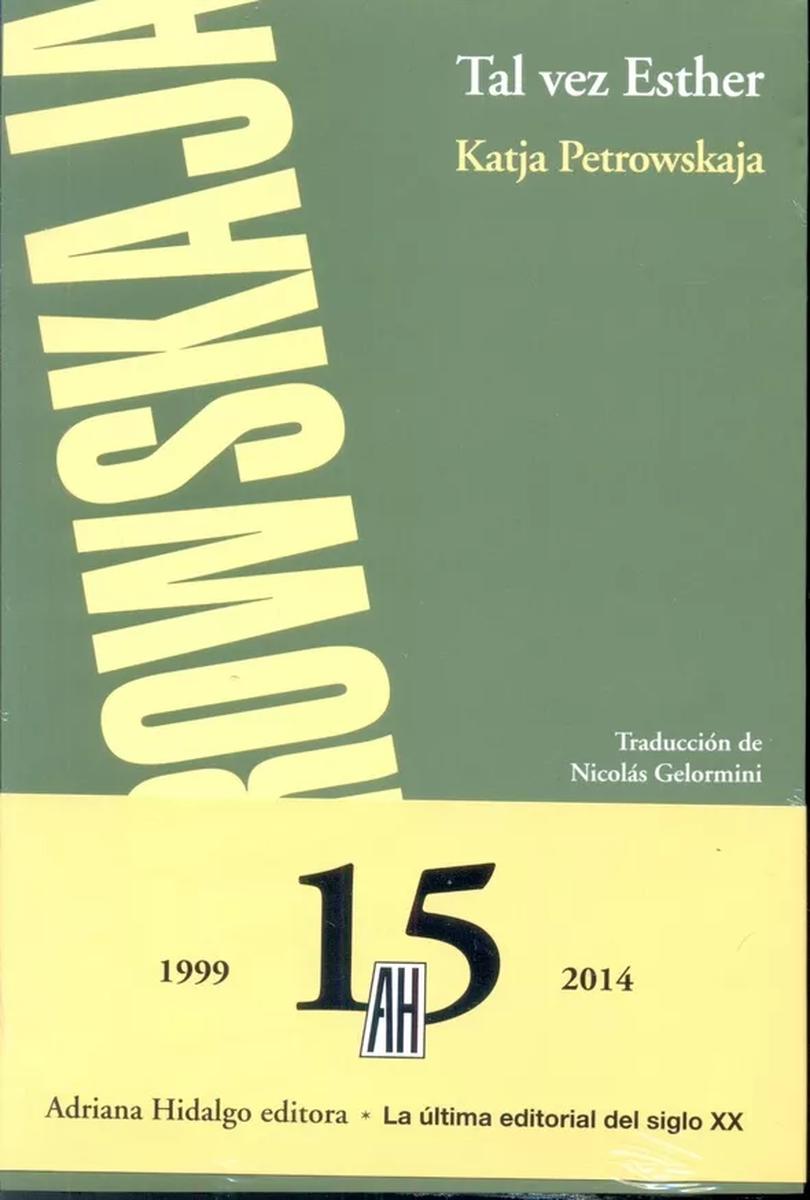 Tal vez Esther
Katja Petrowskaja
ROWSKAJA
Traducción de
Nicolás Gelormini
1999
15
AH
2014
Adriana Hidalgo editora * La última editorial del siglo XX